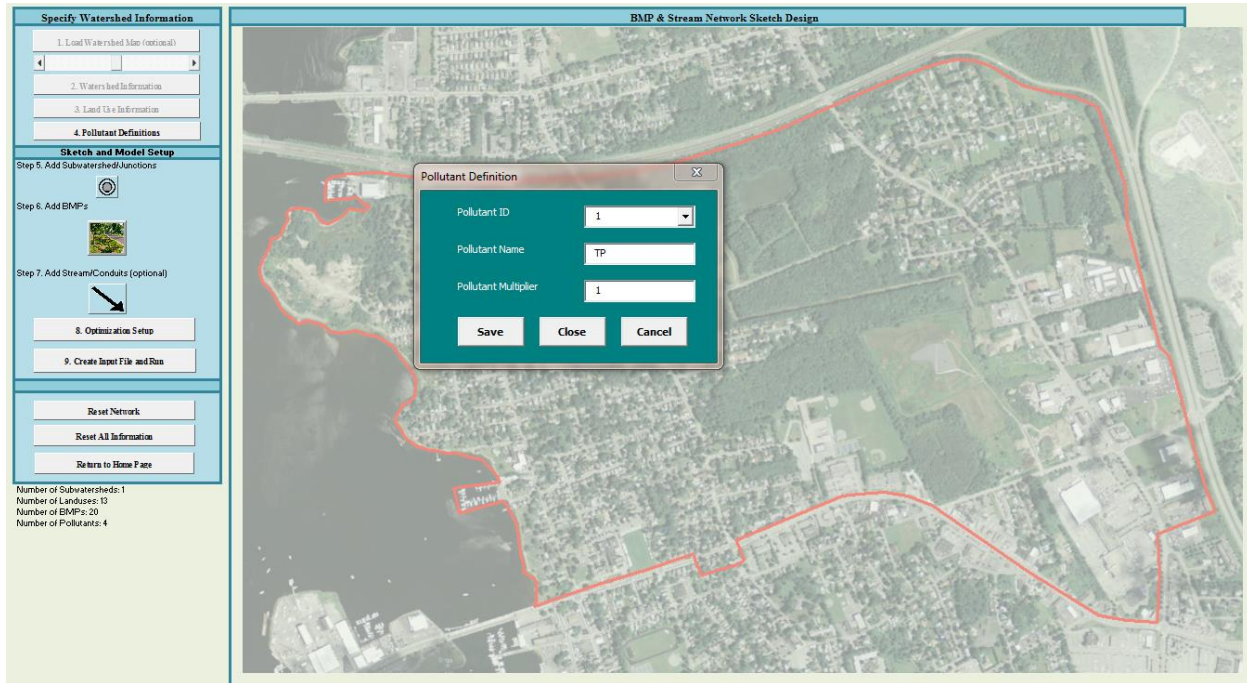 Specify Watershed Information
1. Load Watershed Map (optional)
2. Watershed Information
3. Land Use Information
4. Pollutant Definitions
Sketch and Model Setup
Step 5. Add Subwatershed/Junctions
Step 6. Add BMPs
Step 7. Add Stream/Conduits (optional)
8. Optimization Setup
9. Create Input File and Run
Reset Network
Reset All Information
Return to Home Page
Number of Subwatersheds: 1
Number of Landuses: 13
Number of BMPs: 20
Number of Pollutants: 4
BMP & Stream Network Sketch Design
Pollutant Definition
Pollutant ID 1
Pollutant Name TP
Pollutant Multiplier 1
Save Close Cancel